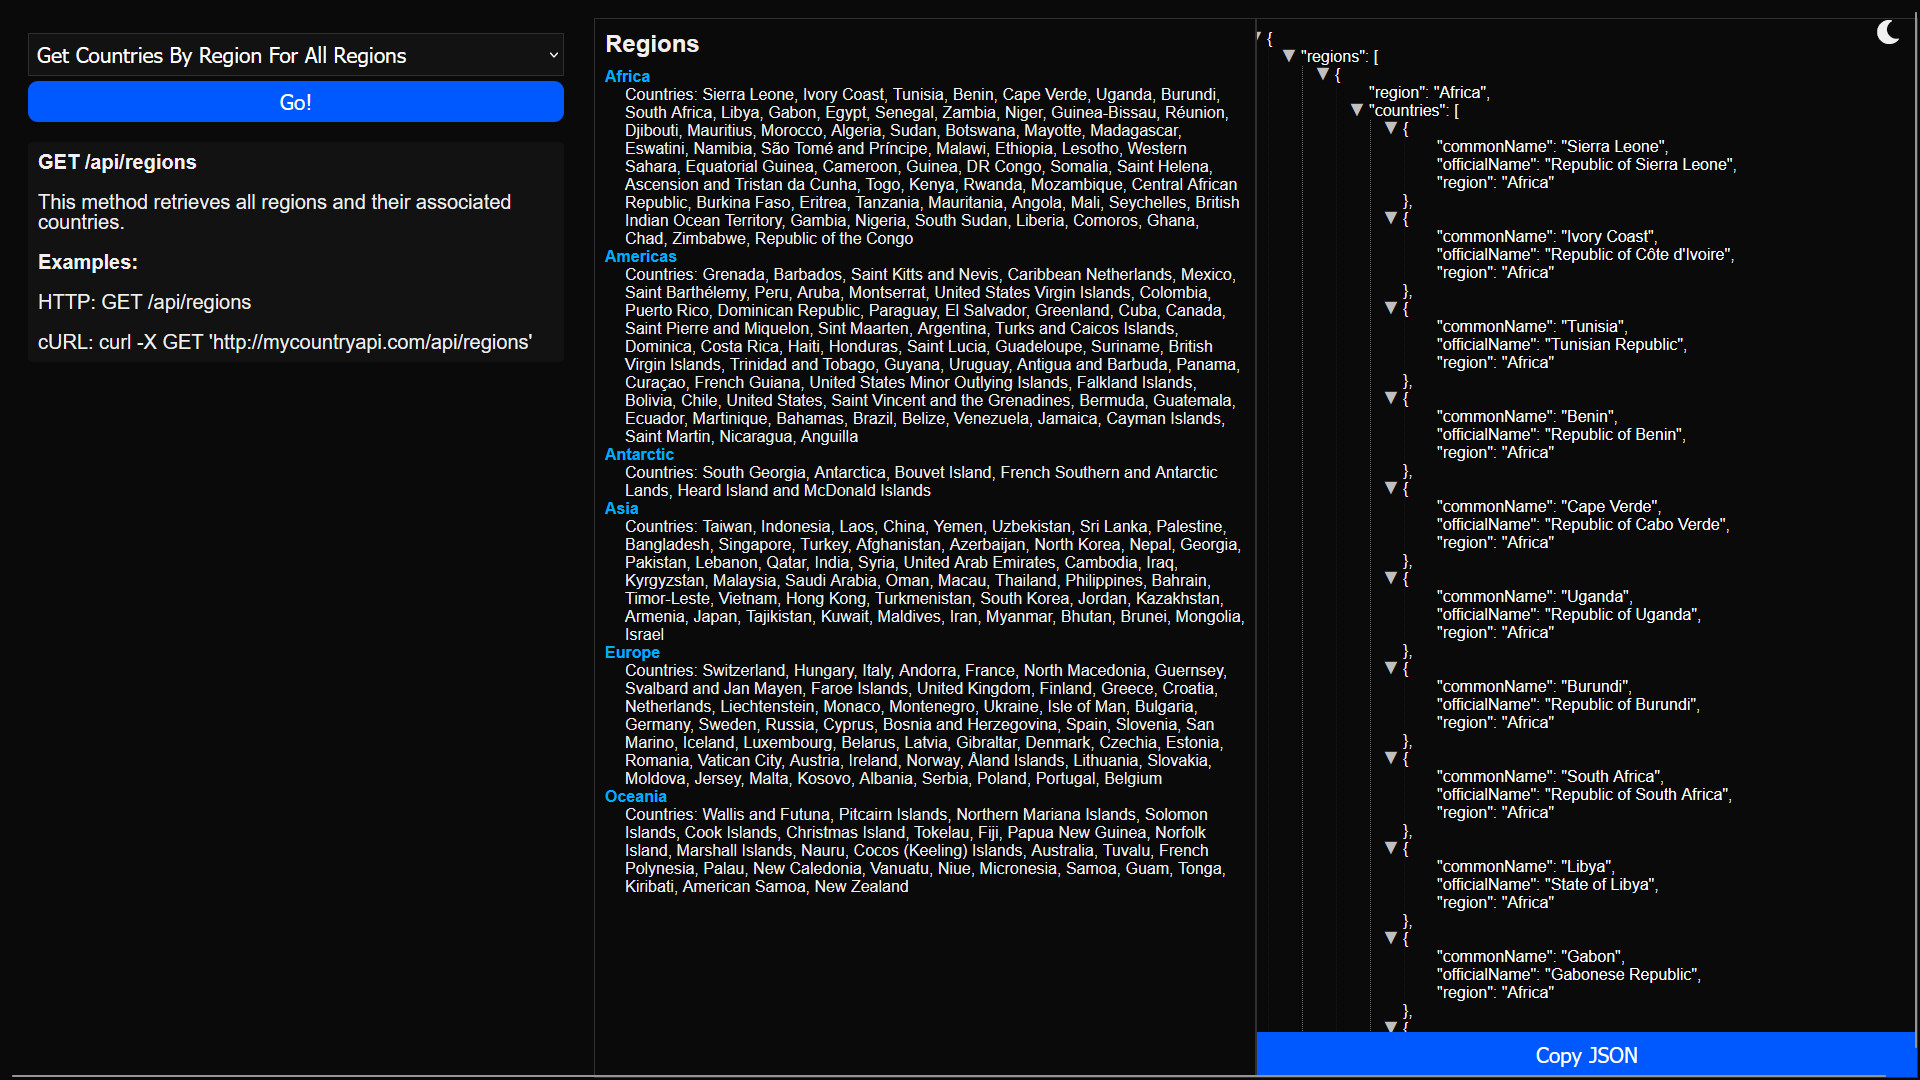 Get Countries By Region For All Regions
Go!
GET /api/regions
This method retrieves all regions and their associated
countries.
Examples:
HTTP: GET /api/regions
cURL: curl -X GET 'http://mycountryapi.com/api/regions'
Regions
Africa
Countries: Sierra Leone, Ivory Coast, Tunisia, Benin, Cape Verde, Uganda, Burundi,
South Africa, Libya, Gabon, Egypt, Senegal, Zambia, Niger, Guinea-Bissau, Réunion,
Djibouti, Mauritius, Morocco, Algeria, Sudan, Botswana, Mayotte, Madagascar,
Eswatini, Namibia, São Tomé and Príncipe, Malawi, Ethiopia, Lesotho, Western
Sahara, Equatorial Guinea, Cameroon, Guinea, DR Congo, Somalia, Saint Helena,
Ascension and Tristan da Cunha, Togo, Kenya, Rwanda, Mozambique, Central African
Republic, Burkina Faso, Eritrea, Tanzania, Mauritania, Angola, Mali, Seychelles, British
Indian Ocean Territory, Gambia, Nigeria, South Sudan, Liberia, Comoros, Ghana,
Chad, Zimbabwe, Republic of the Congo
Americas
Countries: Grenada, Barbados, Saint Kitts and Nevis, Caribbean Netherlands, Mexico,
Saint Barthélemy, Peru, Aruba, Montserrat, United States Virgin Islands, Colombia,
Puerto Rico, Dominican Republic, Paraguay, El Salvador, Greenland, Cuba, Canada,
Saint Pierre and Miquelon, Sint Maarten, Argentina, Turks and Caicos Islands,
Dominica, Costa Rica, Haiti, Honduras, Saint Lucia, Guadeloupe, Suriname, British
Virgin Islands, Trinidad and Tobago, Guyana, Uruguay, Antigua and Barbuda, Panama,
Curaçao, French Guiana, United States Minor Outlying Islands, Falkland Islands,
Bolivia, Chile, United States, Saint Vincent and the Grenadines, Bermuda, Guatemala,
Ecuador, Martinique, Bahamas, Brazil, Belize, Venezuela, Jamaica, Cayman Islands,
Saint Martin, Nicaragua, Anguilla
Antarctic
Countries: South Georgia, Antarctica, Bouvet Island, French Southern and Antarctic
Lands, Heard Island and McDonald Islands
Asia
Countries: Taiwan, Indonesia, Laos, China, Yemen, Uzbekistan, Sri Lanka, Palestine,
Bangladesh, Singapore, Turkey, Afghanistan, Azerbaijan, North Korea, Nepal, Georgia,
Pakistan, Lebanon, Qatar, India, Syria, United Arab Emirates, Cambodia, Iraq,
Kyrgyzstan, Malaysia, Saudi Arabia, Oman, Macau, Thailand, Philippines, Bahrain,
Timor-Leste, Vietnam, Hong Kong, Turkmenistan, South Korea, Jordan, Kazakhstan,
Armenia, Japan, Tajikistan, Kuwait, Maldives, Iran, Myanmar, Bhutan, Brunei, Mongolia,
Israel
Europe
Countries: Switzerland, Hungary, Italy, Andorra, France, North Macedonia, Guernsey,
Svalbard and Jan Mayen, Faroe Islands, United Kingdom, Finland, Greece, Croatia,
Netherlands, Liechtenstein, Monaco, Montenegro, Ukraine, Isle of Man, Bulgaria,
Germany, Sweden, Russia, Cyprus, Bosnia and Herzegovina, Spain, Slovenia, San
Marino, Iceland, Luxembourg, Belarus, Latvia, Gibraltar, Denmark, Czechia, Estonia,
Romania, Vatican City, Austria, Ireland, Norway, Åland Islands, Lithuania, Slovakia,
Moldova, Jersey, Malta, Kosovo, Albania, Serbia, Poland, Portugal, Belgium
Oceania
Countries: Wallis and Futuna, Pitcairn Islands, Northern Mariana Islands, Solomon
Islands, Cook Islands, Christmas Island, Tokelau, Fiji, Papua New Guinea, Norfolk
Island, Marshall Islands, Nauru, Cocos (Keeling) Islands, Australia, Tuvalu, French
Polynesia, Palau, New Caledonia, Vanuatu, Niue, Micronesia, Samoa, Guam, Tonga,
Kiribati, American Samoa, New Zealand
{
"regions": [
{
"region": "Africa",
"countries": [
{
"commonName": "Sierra Leone",
"officialName": "Republic of Sierra Leone",
"region": "Africa"
},
{
"commonName": "Ivory Coast",
"officialName": "Republic of Côte d'Ivoire",
"region": "Africa"
},
{
"commonName": "Tunisia",
"officialName": "Tunisian Republic",
"region": "Africa"
},
{
"commonName": "Benin",
"officialName": "Republic of Benin",
"region": "Africa"
},
{
"commonName": "Cape Verde",
"officialName": "Republic of Cabo Verde",
"region": "Africa"
},
{
"commonName": "Uganda",
"officialName": "Republic of Uganda",
"region": "Africa"
},
{
"commonName": "Burundi",
"officialName": "Republic of Burundi",
"region": "Africa"
},
{
"commonName": "South Africa",
"officialName": "Republic of South Africa",
"region": "Africa"
},
{
"commonName": "Libya",
"officialName": "State of Libya",
"region": "Africa"
},
{
"commonName": "Gabon",
"officialName": "Gabonese Republic",
"region": "Africa"
},
{
Copy JSON